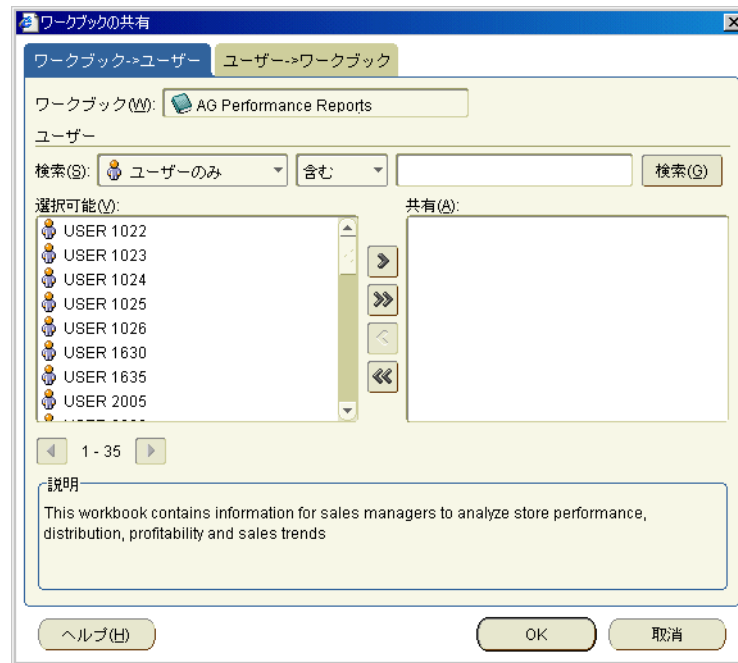 ワークブックの共有
ワークブック->ユーザー ユーザー->ワークブック
ワークブック(W): AG Performance Reports
ユーザー
検索(S): ユーザーのみ 含む 検索(G)
選択可能(V): 共有(A):
USER 1022
USER 1023
USER 1024
USER 1025
USER 1026
USER 1630
USER 1635
USER 2005
1 - 35
説明
This workbook contains information for sales managers to analyze store performance,
distribution, profitability and sales trends
ヘルプ(H) OK 取消